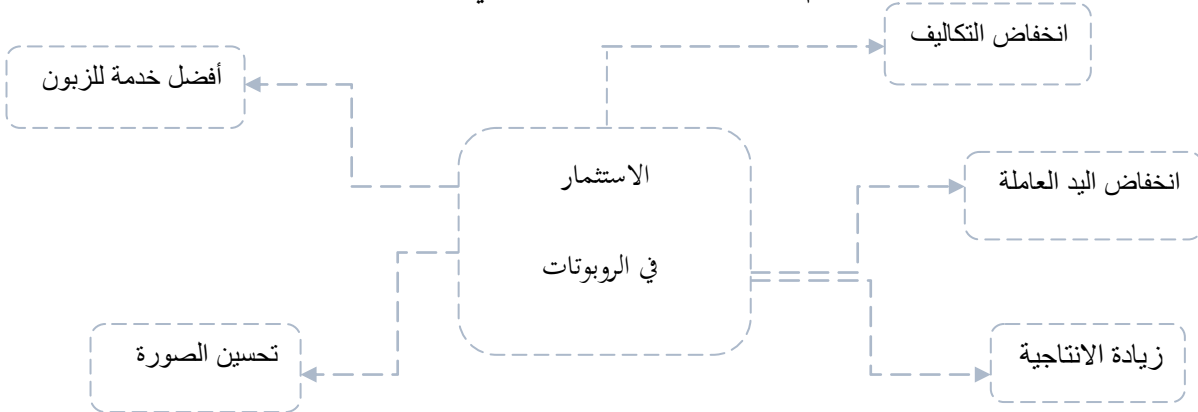 انخفاض التكاليف
أفضل خدمة للزبون
الاستثمار
في الروبوتات
انخفاض اليد العاملة
تحسين الصورة
زيادة الانتاجية